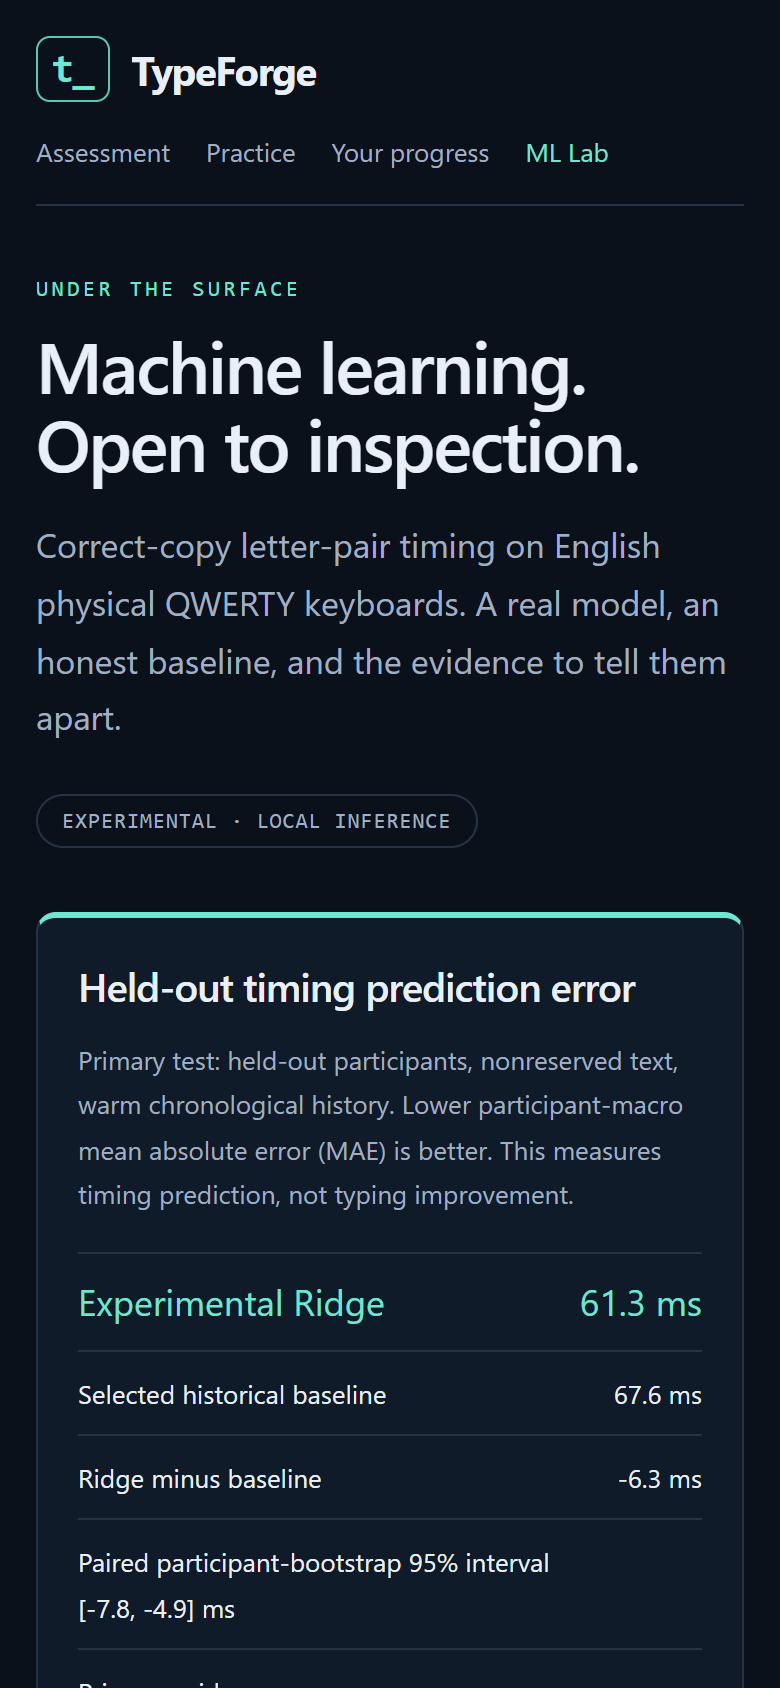 t_ TypeForge
Assessment Practice Your progress ML Lab
UNDER THE SURFACE
Machine learning.
Open to inspection.
Correct-copy letter-pair timing on English
physical QWERTY keyboards. A real model, an
honest baseline, and the evidence to tell them
apart.
EXPERIMENTAL · LOCAL INFERENCE
Held-out timing prediction error
Primary test: held-out participants, nonreserved text,
warm chronological history. Lower participant-macro
mean absolute error (MAE) is better. This measures
timing prediction, not typing improvement.
Experimental Ridge 61.3 ms
Selected historical baseline 67.6 ms
Ridge minus baseline -6.3 ms
Paired participant-bootstrap 95% interval
[-7.8, -4.9] ms